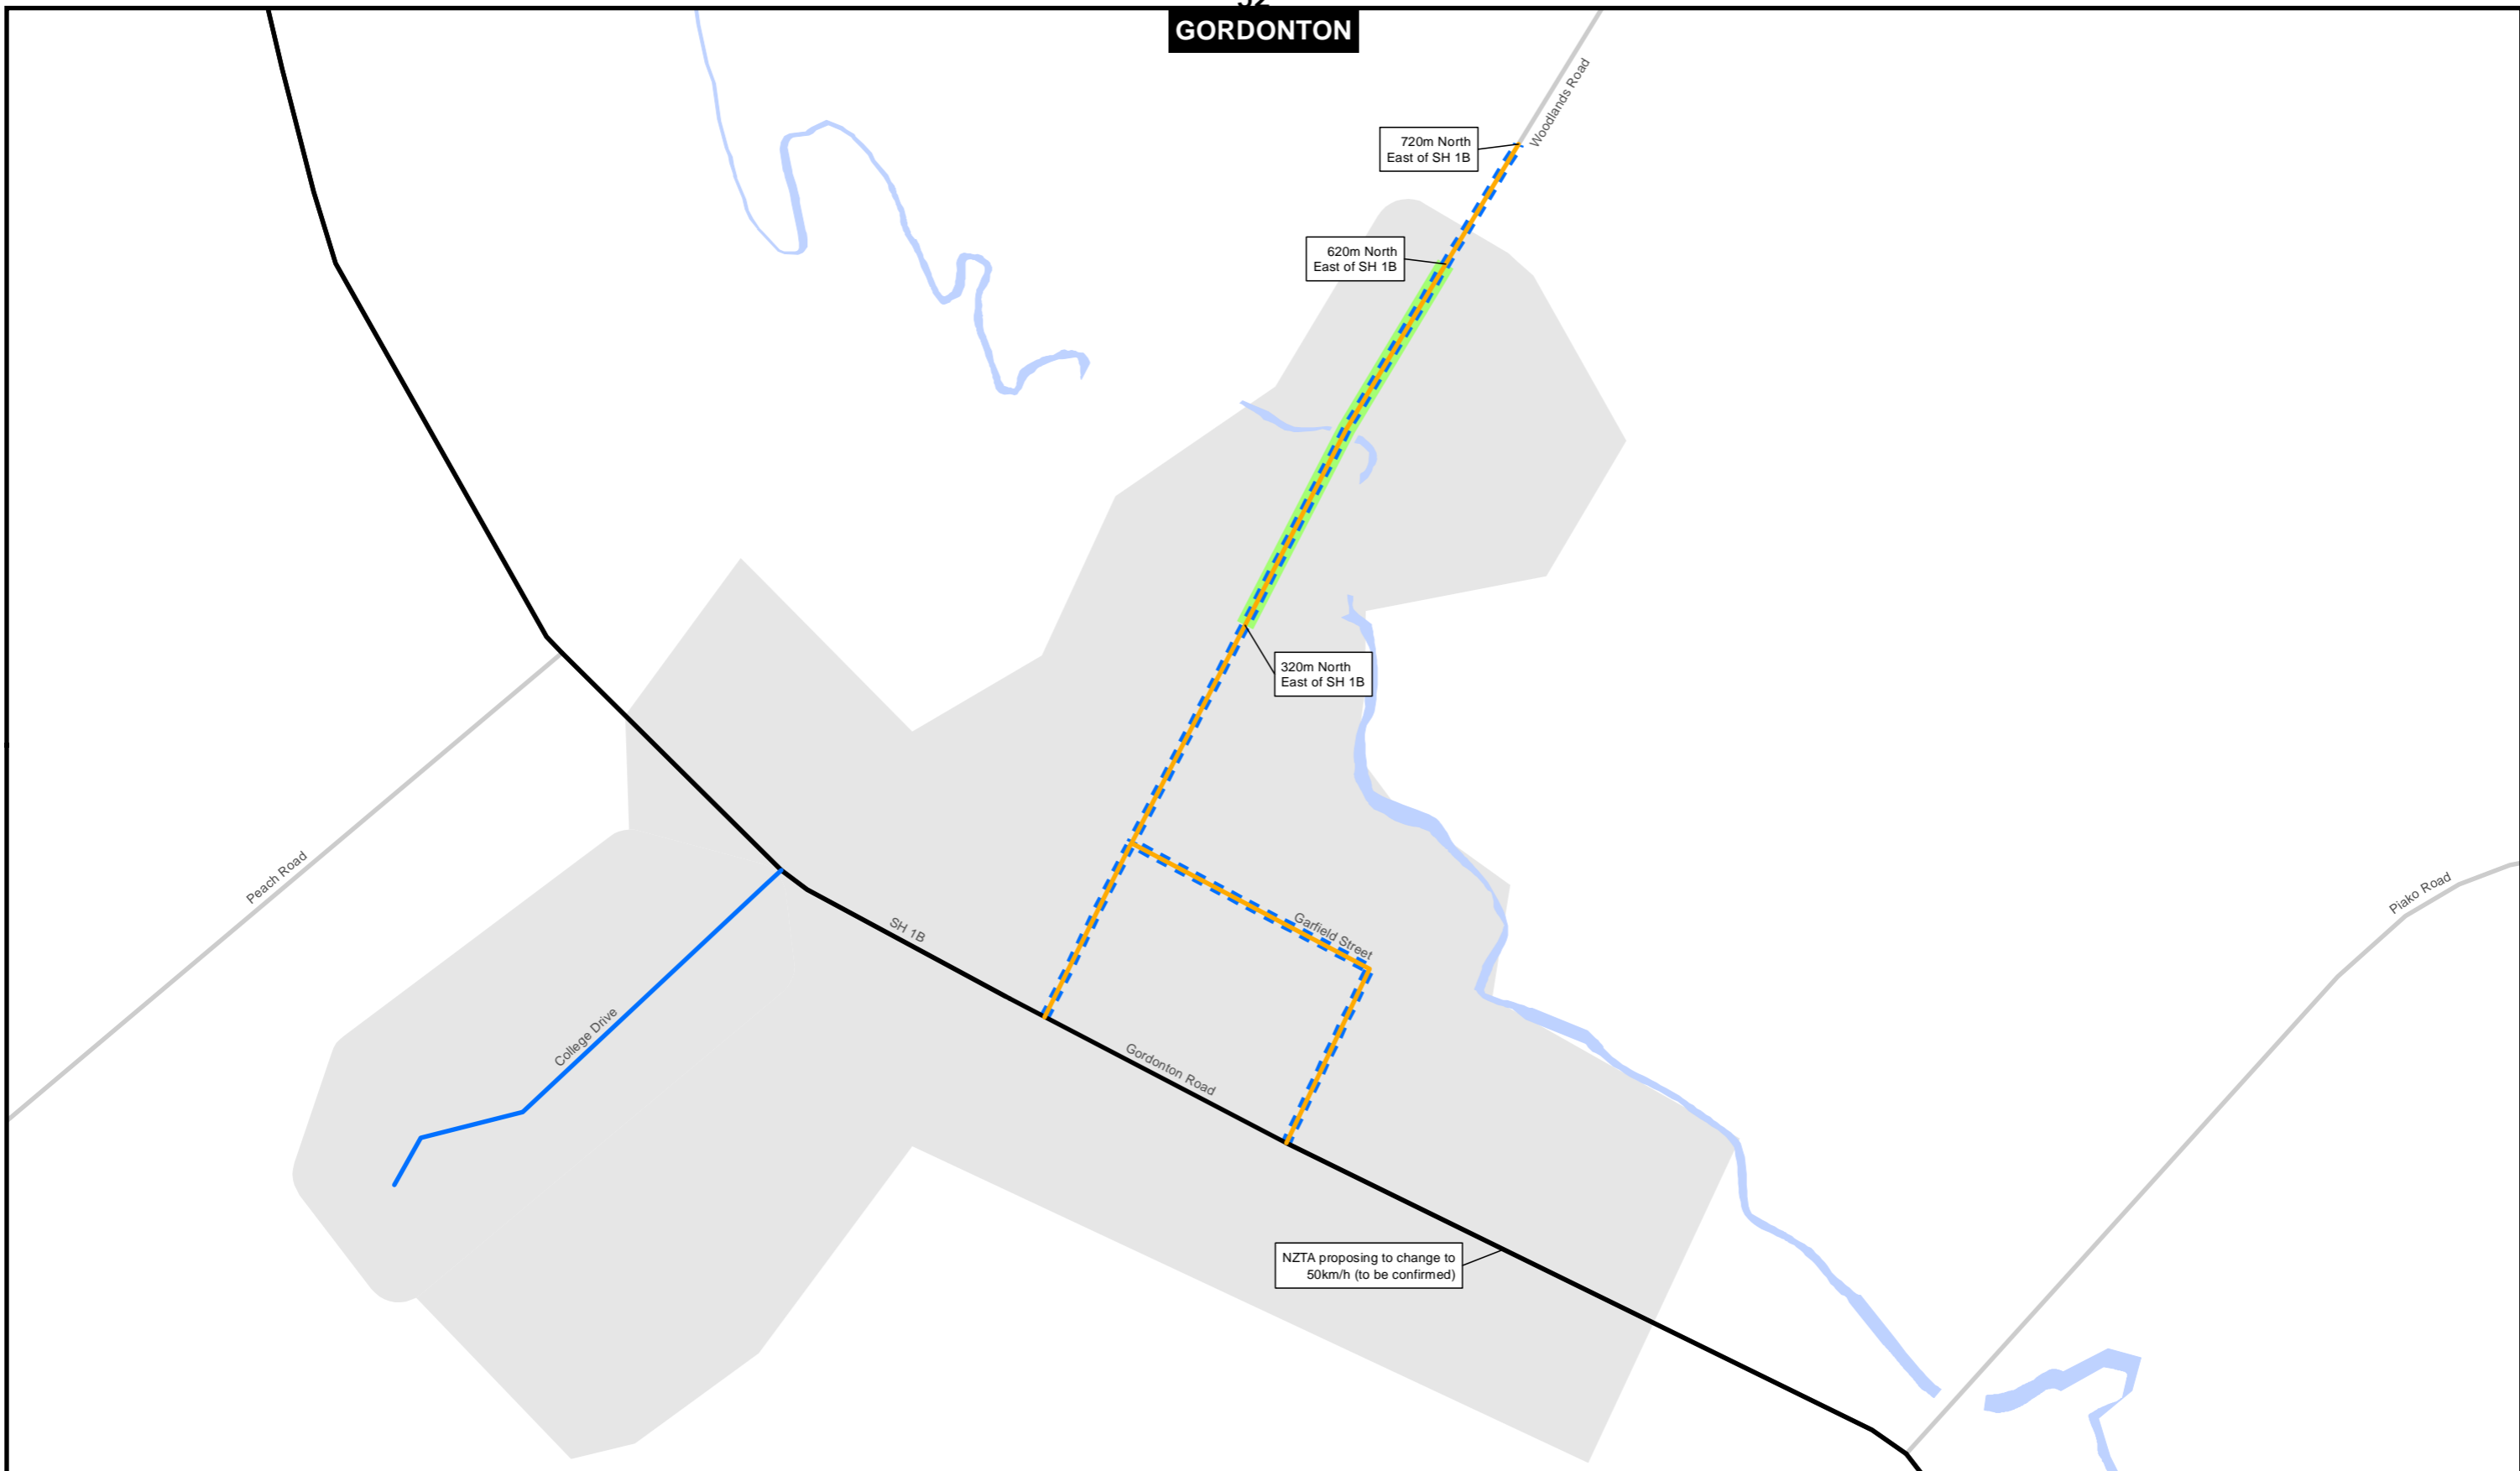 GORDONTON
Woodlands Road
720m North
East of SH 1B
620m North
East of SH 1B
320m North
East of SH 1B
Peach Road
SH 1B
Garfield Street
Piako Road
College Drive
Gordonton Road
NZTA proposing to change to
50km/h (to be confirmed)